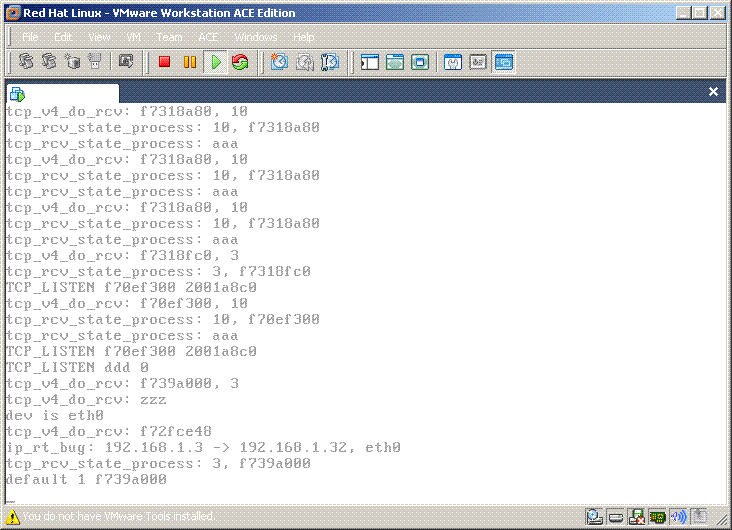 Red Hat Linux - VMware Workstation ACE Edition
File Edit View VM Team ACE Windows Help
tcp_v4_do_rcv: f7318a80, 10
tcp_rcv_state_process: 10, f7318a80
tcp_rcv_state_process: aaa
tcp_v4_do_rcv: f7318a80, 10
tcp_rcv_state_process: 10, f7318a80
tcp_rcv_state_process: aaa
tcp_v4_do_rcv: f7318a80, 10
tcp_rcv_state_process: 10, f7318a80
tcp_rcv_state_process: aaa
tcp_v4_do_rcv: f7318fc0, 3
tcp_rcv_state_process: 3, f7318fc0
TCP_LISTEN f70ef300 2001a8c0
tcp_v4_do_rcv: f70ef300, 10
tcp_rcv_state_process: 10, f70ef300
tcp_rcv_state_process: aaa
TCP_LISTEN f70ef300 2001a8c0
TCP_LISTEN ddd 0
tcp_v4_do_rcv: f739a000, 3
tcp_v4_do_rcv: zzz
dev is eth0
tcp_v4_do_rcv: f72fce48
ip_rt_bug: 192.168.1.3 -> 192.168.1.32, eth0
tcp_rcv_state_process: 3, f739a000
default 1 f739a000
_
You do not have VMware Tools installed.